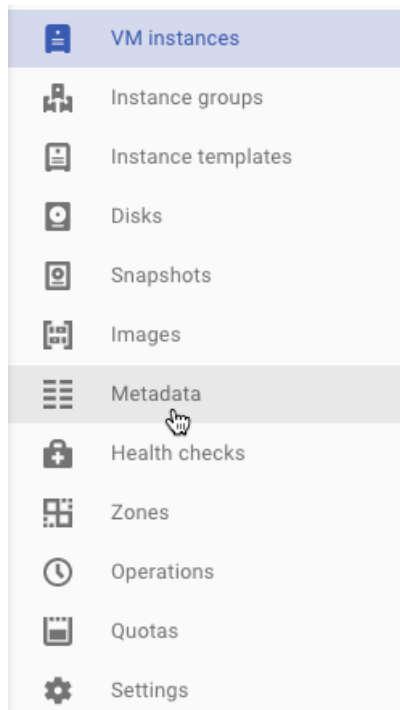 VM instances
Instance groups
Instance templates
Disks
Snapshots
Images
Metadata
Health checks
Zones
Operations
Quotas
Settings